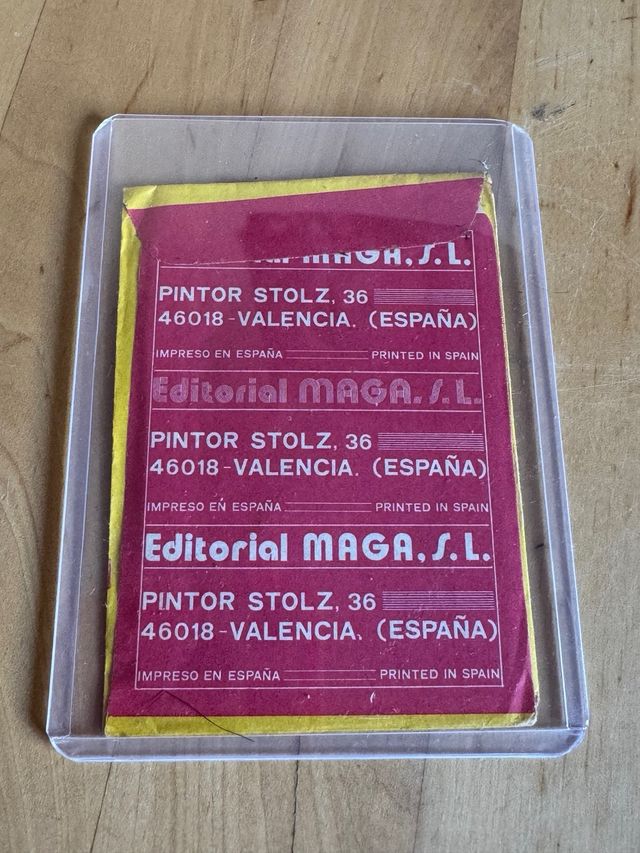 MAGA, S.L.
PINTOR STOLZ, 36
46018-VALENCIA. (ESPAÑA)
IMPRESO EN ESPAÑA PRINTED IN SPAIN
Editorial MAGA, S.L.
PINTOR STOLZ, 36
46018-VALENCIA. (ESPAÑA)
IMPRESO EN ESPAÑA PRINTED IN SPAIN
Editorial MAGA, S.L.
PINTOR STOLZ, 36
46018-VALENCIA. (ESPAÑA)
IMPRESO EN ESPAÑA PRINTED IN SPAIN